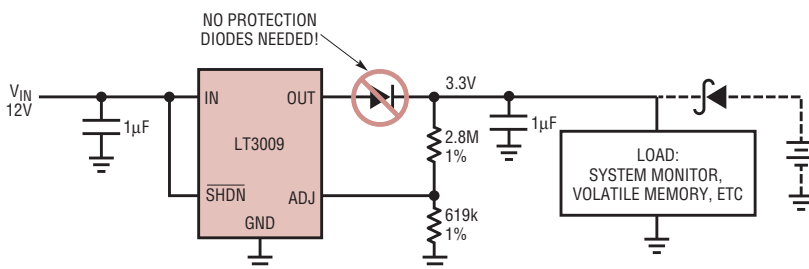 NO PROTECTION
DIODES NEEDED!
VIN
12V
1µF
IN
OUT
LT3009
SHDN
ADJ
GND
3.3V
2.8M
1%
619k
1%
1µF
LOAD:
SYSTEM MONITOR,
VOLATILE MEMORY, ETC